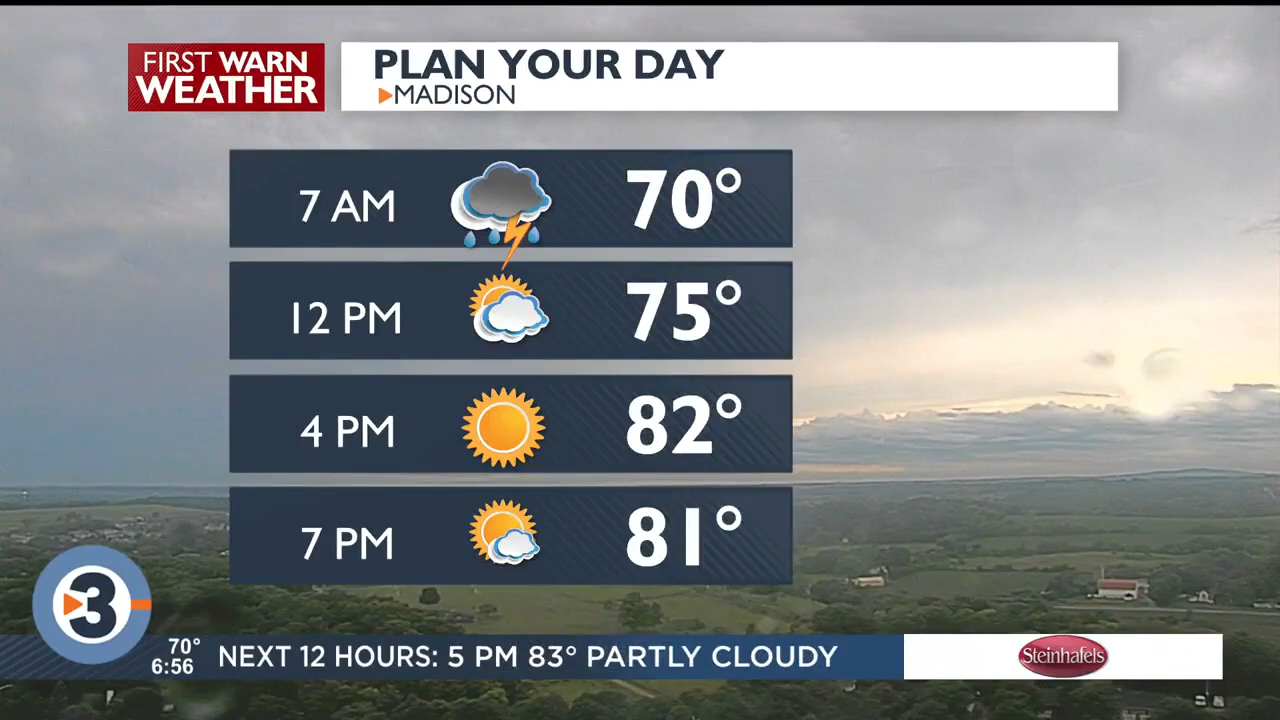 FIRST WARN
WEATHER
PLAN YOUR DAY
MADISON
7 AM 70°
12 PM 75°
4 PM 82°
7 PM 81°
3
70°
6:56
NEXT 12 HOURS: 5 PM 83° PARTLY CLOUDY
Steinhafels